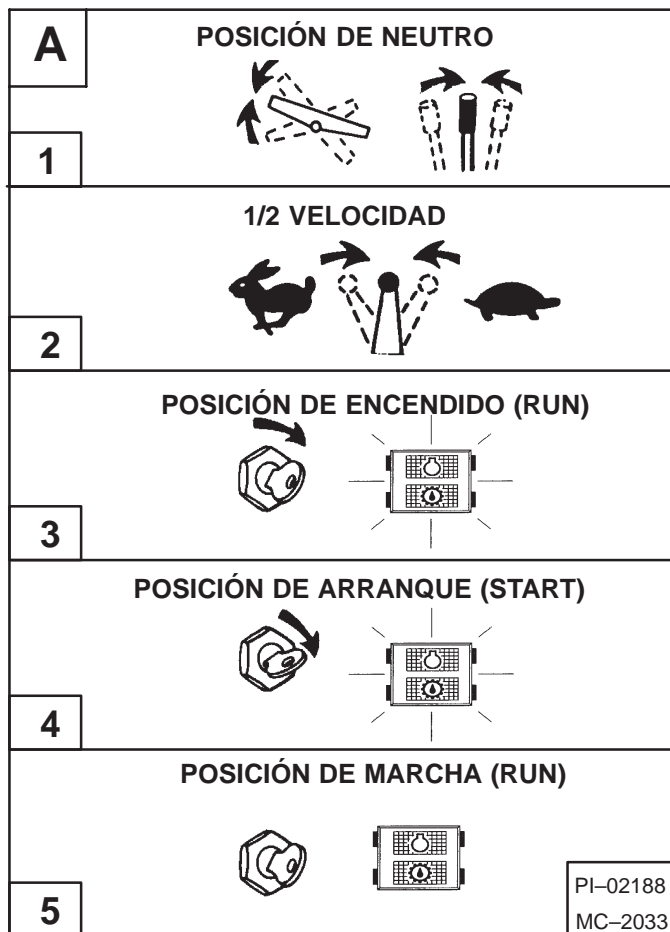 A
POSICIÓN DE NEUTRO
1
1/2 VELOCIDAD
2
POSICIÓN DE ENCENDIDO (RUN)
3
POSICIÓN DE ARRANQUE (START)
4
POSICIÓN DE MARCHA (RUN)
5
PI–02188
MC–2033